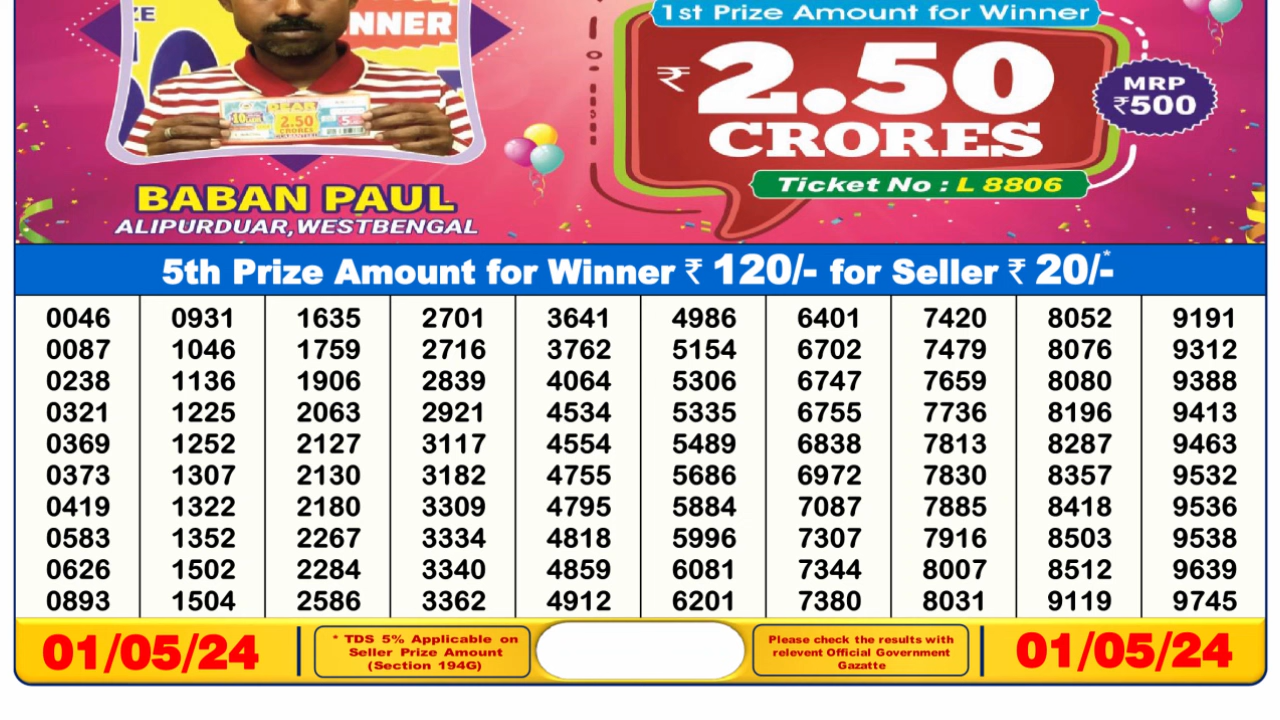 ZE
NNER
1st Prize Amount for Winner
₹ 2.50
CRORES
MRP
₹500
DEAR
2.50
CRORES
Ticket No : L 8806
BABAN PAUL
ALIPURDUAR,WESTBENGAL
5th Prize Amount for Winner ₹ 120/- for Seller ₹ 20/-*
0046 0931 1635 2701 3641 4986 6401 7420 8052 9191
0087 1046 1759 2716 3762 5154 6702 7479 8076 9312
0238 1136 1906 2839 4064 5306 6747 7659 8080 9388
0321 1225 2063 2921 4534 5335 6755 7736 8196 9413
0369 1252 2127 3117 4554 5489 6838 7813 8287 9463
0373 1307 2130 3182 4755 5686 6972 7830 8357 9532
0419 1322 2180 3309 4795 5884 7087 7885 8418 9536
0583 1352 2267 3334 4818 5996 7307 7916 8503 9538
0626 1502 2284 3340 4859 6081 7344 8007 8512 9639
0893 1504 2586 3362 4912 6201 7380 8031 9119 9745
01/05/24
* TDS 5% Applicable on
Seller Prize Amount
(Section 194G)
Please check the results with
relevent Official Government
Gazatte
01/05/24